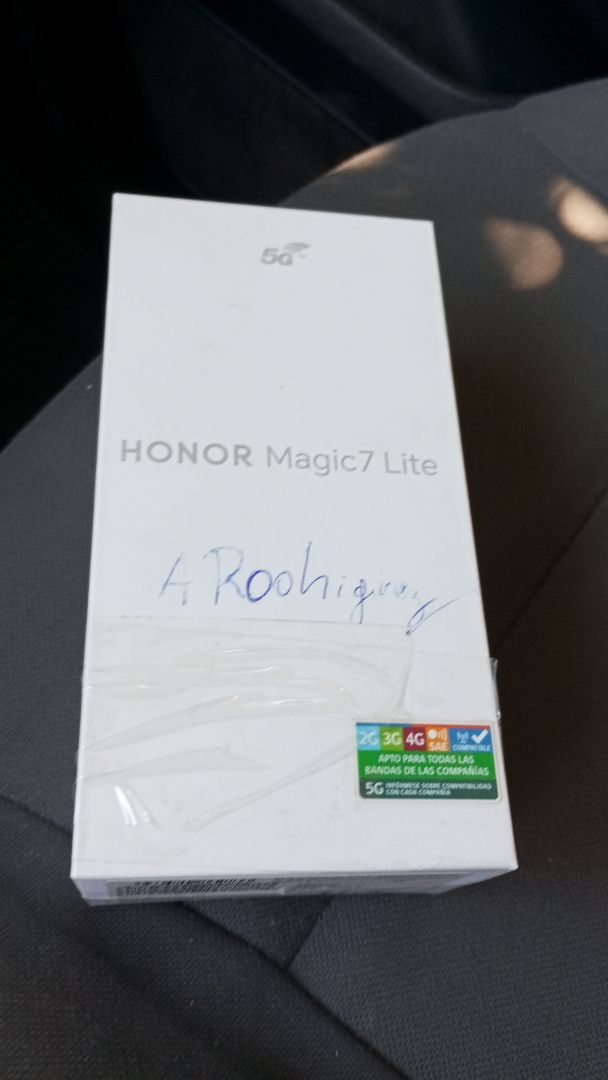 5G
HONOR Magic7 Lite
A Roohiguez
2G 3G 4G SAE COMPATIBLE
APTO PARA TODAS LAS
BANDAS DE LAS COMPAÑÍAS
5G INFÓRMESE SOBRE COMPATIBILIDAD
CON CADA COMPAÑÍA